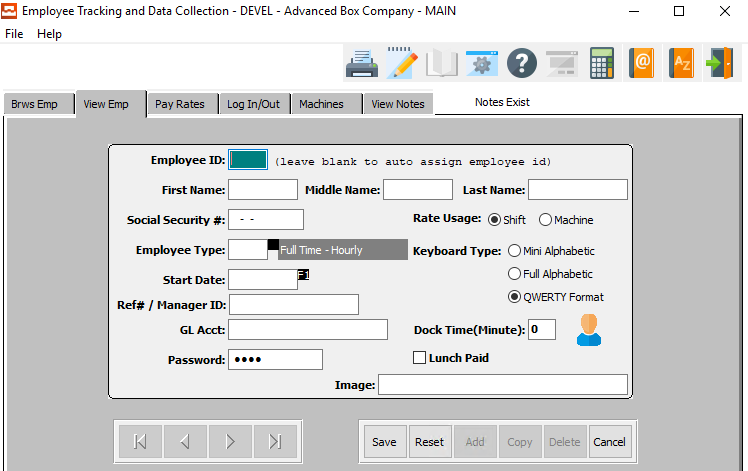 Employee Tracking and Data Collection - DEVEL - Advanced Box Company - MAIN
File Help
Brws Emp View Emp Pay Rates Log In/Out Machines View Notes Notes Exist
Employee ID: (leave blank to auto assign employee id)
First Name: Middle Name: Last Name:
Social Security #: - - Rate Usage: Shift Machine
Employee Type: Full Time - Hourly Keyboard Type: Mini Alphabetic
Start Date: F1 Full Alphabetic
Ref# / Manager ID: QWERTY Format
GL Acct: Dock Time(Minute): 0
Password: •••• Lunch Paid
Image:
Save Reset Add Copy Delete Cancel